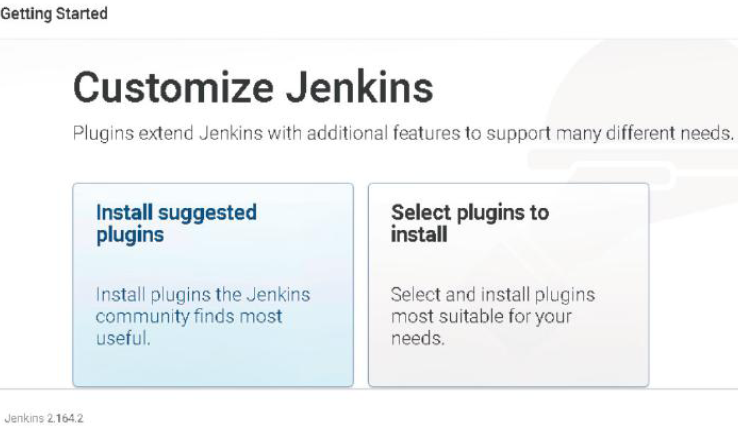 Getting Started
Customize Jenkins
Plugins extend Jenkins with additional features to support many different needs.
Install suggested
plugins
Install plugins the Jenkins
community finds most
useful.
Select plugins to
install
Select and install plugins
most suitable for your
needs.
Jenkins 2.164.2